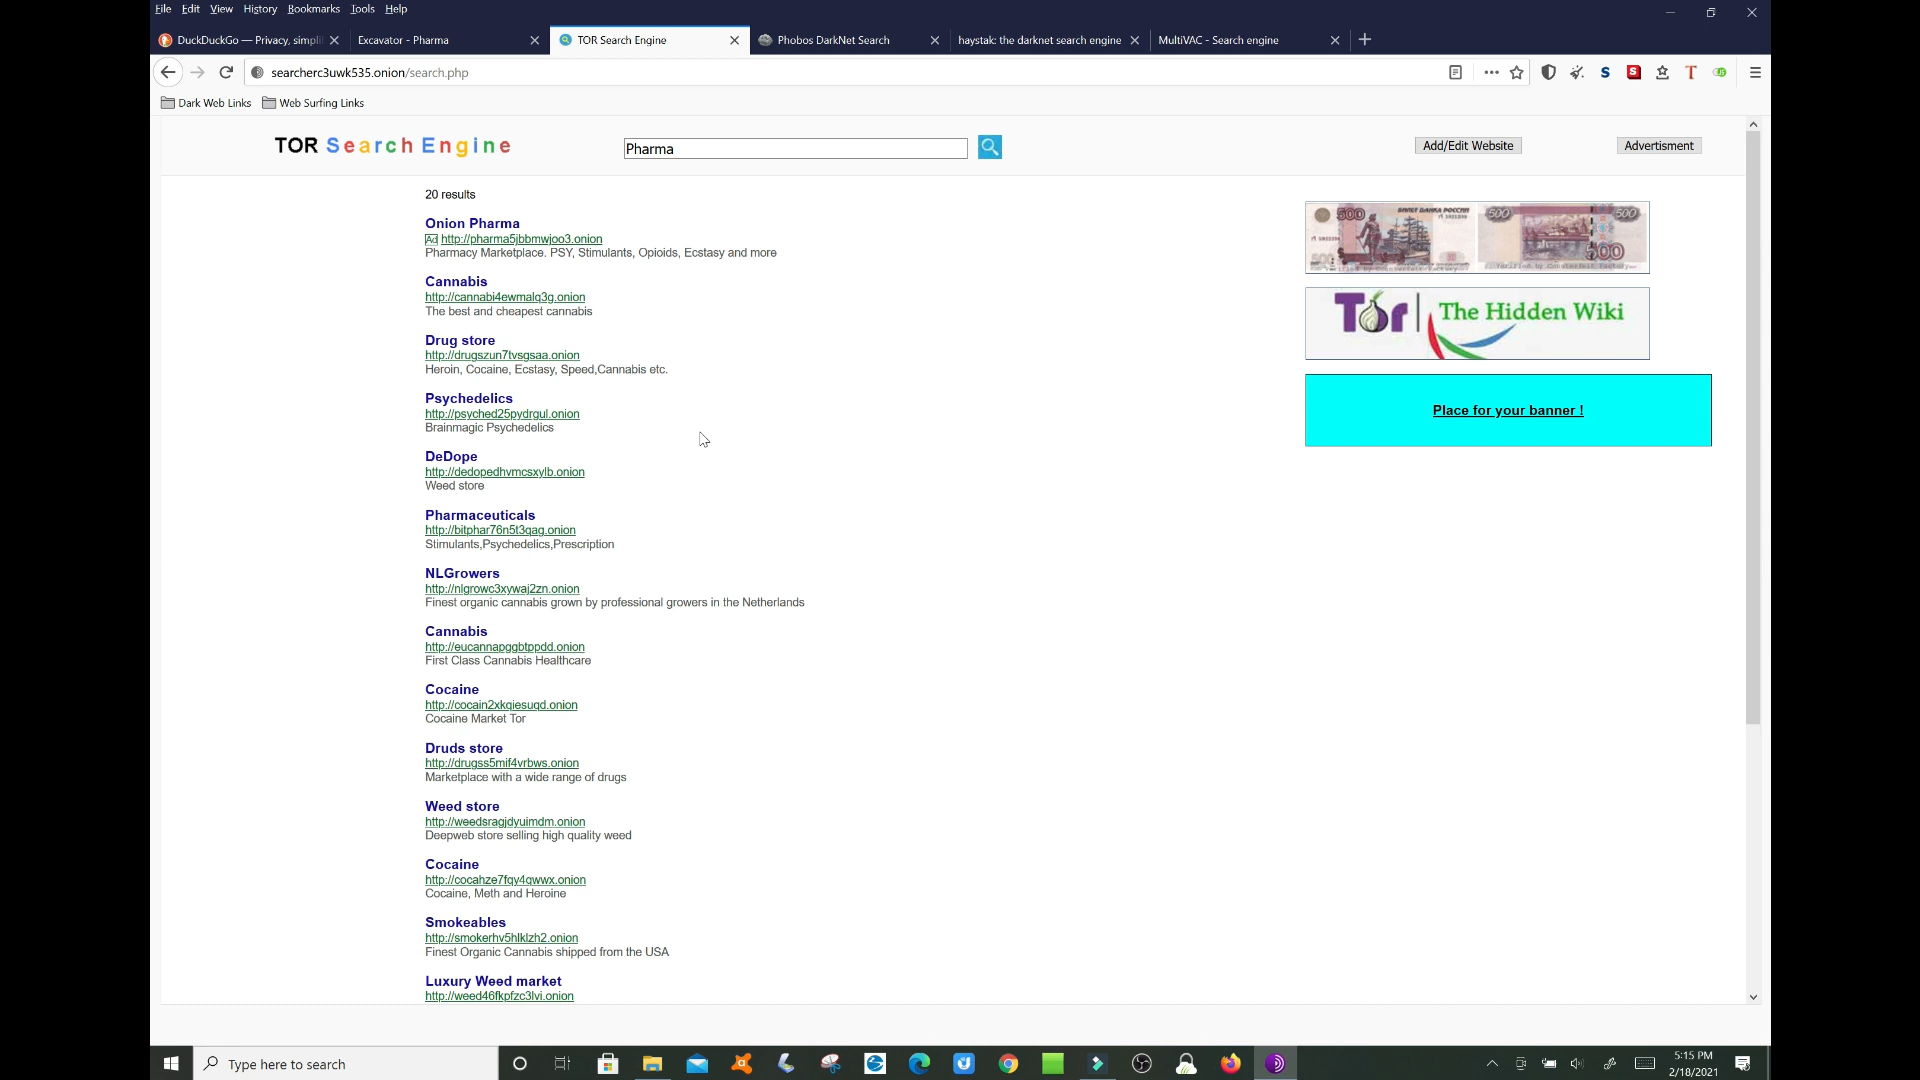 File Edit View History Bookmarks Tools Help
DuckDuckGo — Privacy, simpli
Excavator - Pharma
TOR Search Engine
Phobos DarkNet Search
haystak: the darknet search engine
MultiVAC - Search engine
searcherc3uwk535.onion/search.php
Dark Web Links Web Surfing Links
TOR Search Engine
Pharma
Add/Edit Website
Advertisment
20 results
Onion Pharma
Ad http://pharma5jbbmwjoo3.onion
Pharmacy Marketplace. PSY, Stimulants, Opioids, Ecstasy and more
Cannabis
http://cannabi4ewmalq3g.onion
The best and cheapest cannabis
Drug store
http://drugszun7tvsgsaa.onion
Heroin, Cocaine, Ecstasy, Speed,Cannabis etc.
Psychedelics
http://psyched25pydrgul.onion
Brainmagic Psychedelics
DeDope
http://dedopedhvmcsxylb.onion
Weed store
Pharmaceuticals
http://bitphar76n5t3qag.onion
Stimulants,Psychedelics,Prescription
NLGrowers
http://nlgrowc3xywaj2zn.onion
Finest organic cannabis grown by professional growers in the Netherlands
Cannabis
http://eucannapggbtppdd.onion
First Class Cannabis Healthcare
Cocaine
http://cocain2xkqiesuqd.onion
Cocaine Market Tor
Druds store
http://drugss5mif4vrbws.onion
Marketplace with a wide range of drugs
Weed store
http://weedsragjdyuimdm.onion
Deepweb store selling high quality weed
Cocaine
http://cocahze7fqy4qwwx.onion
Cocaine, Meth and Heroine
Smokeables
http://smokerhv5hlklzh2.onion
Finest Organic Cannabis shipped from the USA
Luxury Weed market
http://weed46fkpfzc3lvi.onion
500 БИЛЕТ БАНКА РОССИИ 500 500
500
Tor The Hidden Wiki
Place for your banner !
Type here to search
5:15 PM
2/18/2021